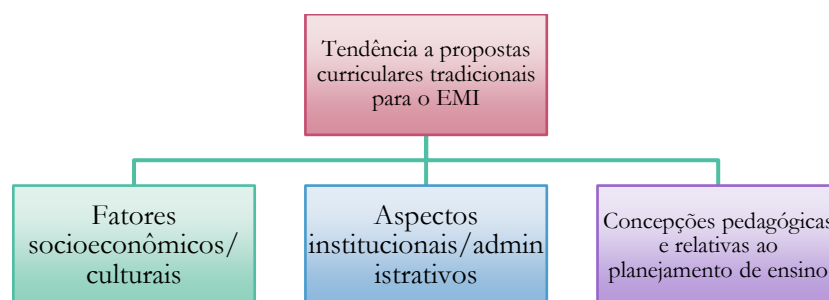 Tendência a propostas
curriculares tradicionais
para o EMI
Fatores
socioeconômicos/
culturais
Aspectos
institucionais/admin
istrativos
Concepções pedagógicas
e relativas ao
planejamento de ensino